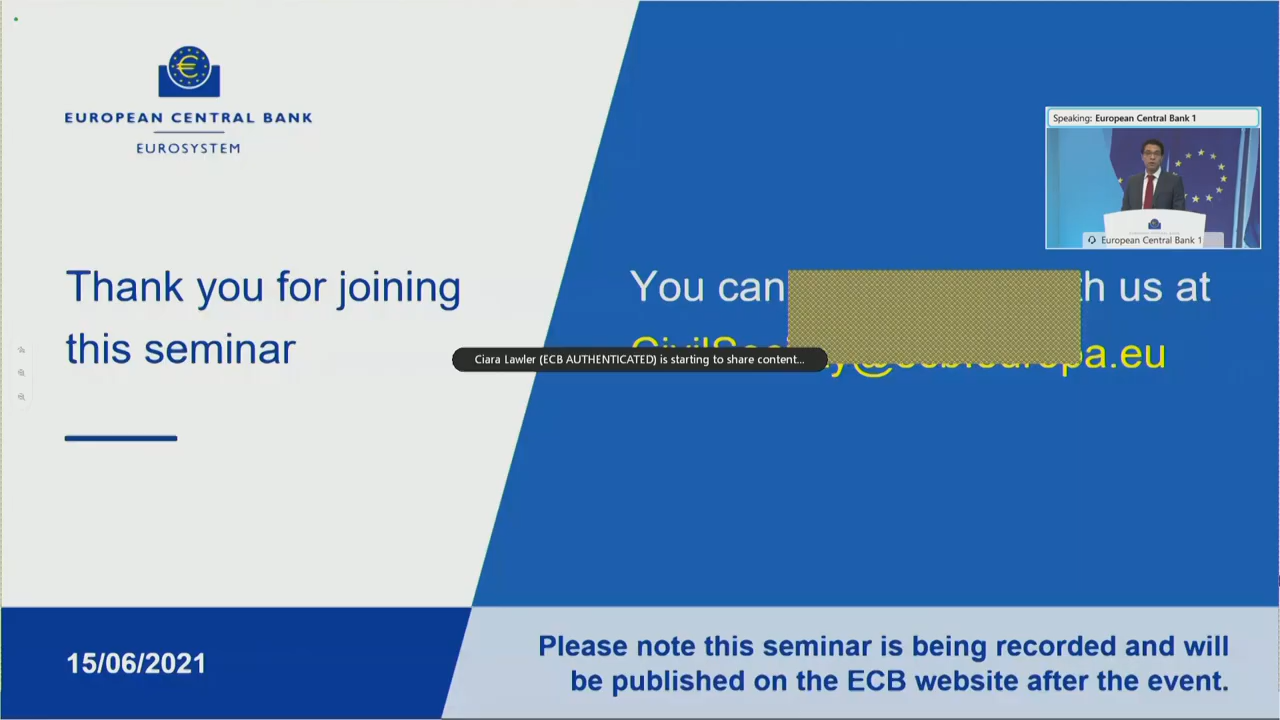 EUROPEAN CENTRAL BANK
EUROSYSTEM
Speaking: European Central Bank 1
European Central Bank 1
Thank you for joining
this seminar
You can us at
Ciara Lawler (ECB AUTHENTICATED) is starting to share content...
15/06/2021
Please note this seminar is being recorded and will
be published on the ECB website after the event.